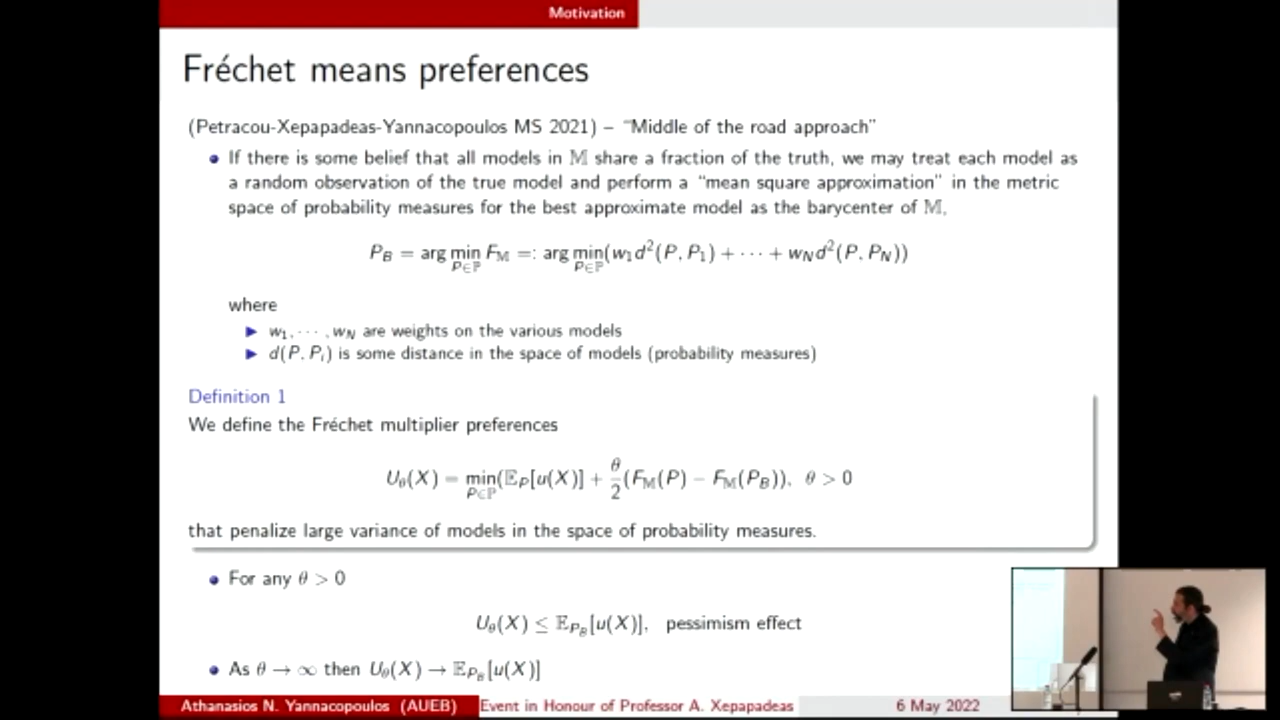 Motivation
Fréchet means preferences
(Petracou-Xepapadeas-Yannacopoulos MS 2021) – "Middle of the road approach"
• If there is some belief that all models in 𝕄 share a fraction of the truth, we may treat each model as
a random observation of the true model and perform a "mean square approximation" in the metric
space of probability measures for the best approximate model as the barycenter of 𝕄,
P_B = arg min_{P∈ℙ} F_𝕄 =: arg min_{P∈ℙ}(w₁d²(P, P₁) + ··· + w_N d²(P, P_N))
where
▶ w₁, ··· , w_N are weights on the various models
▶ d(P, P_i) is some distance in the space of models (probability measures)
Definition 1
We define the Fréchet multiplier preferences
U_θ(X) = min_{P∈ℙ}(𝔼_P[u(X)] + θ/2 (F_𝕄(P) − F_𝕄(P_B)), θ > 0
that penalize large variance of models in the space of probability measures.
• For any θ > 0
U_θ(X) ≤ 𝔼_{P_B}[u(X)], pessimism effect
• As θ → ∞ then U_θ(X) → 𝔼_{P_B}[u(X)]
Athanasios N. Yannacopoulos (AUEB) Event in Honour of Professor A. Xepapadeas 6 May 2022